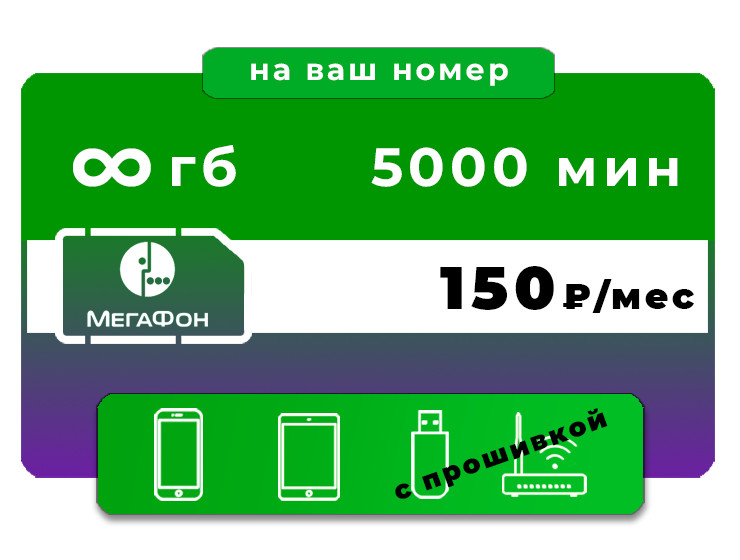 на ваш номер
∞ гб 5000 мин
150 ₽/мес
МЕГАФОН
с прошивкой